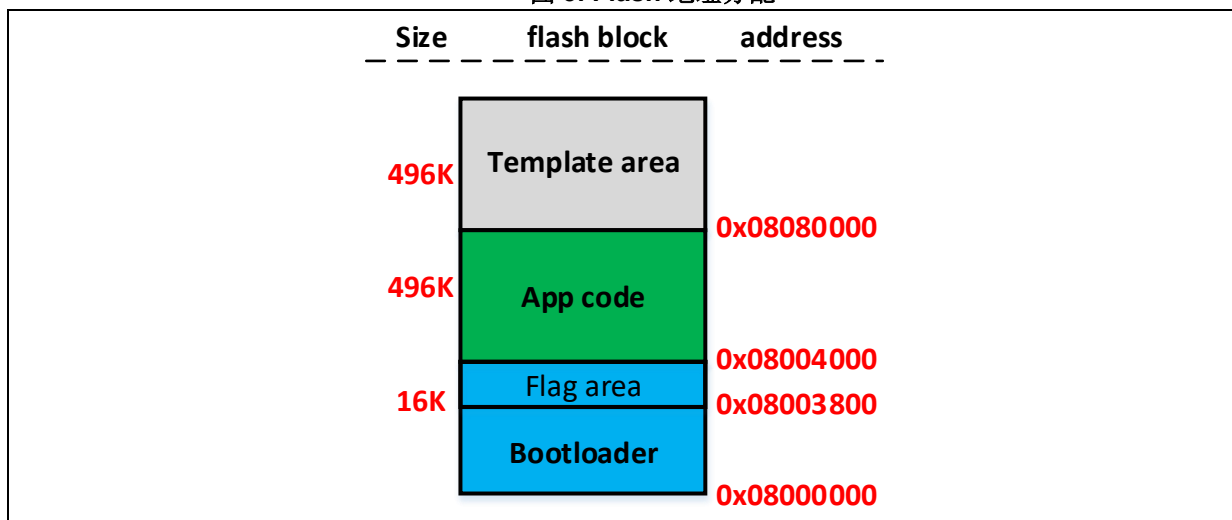 Size flash block address
Template area
496K
0x08080000
496K
App code
0x08004000
Flag area
16K
0x08003800
Bootloader
0x08000000